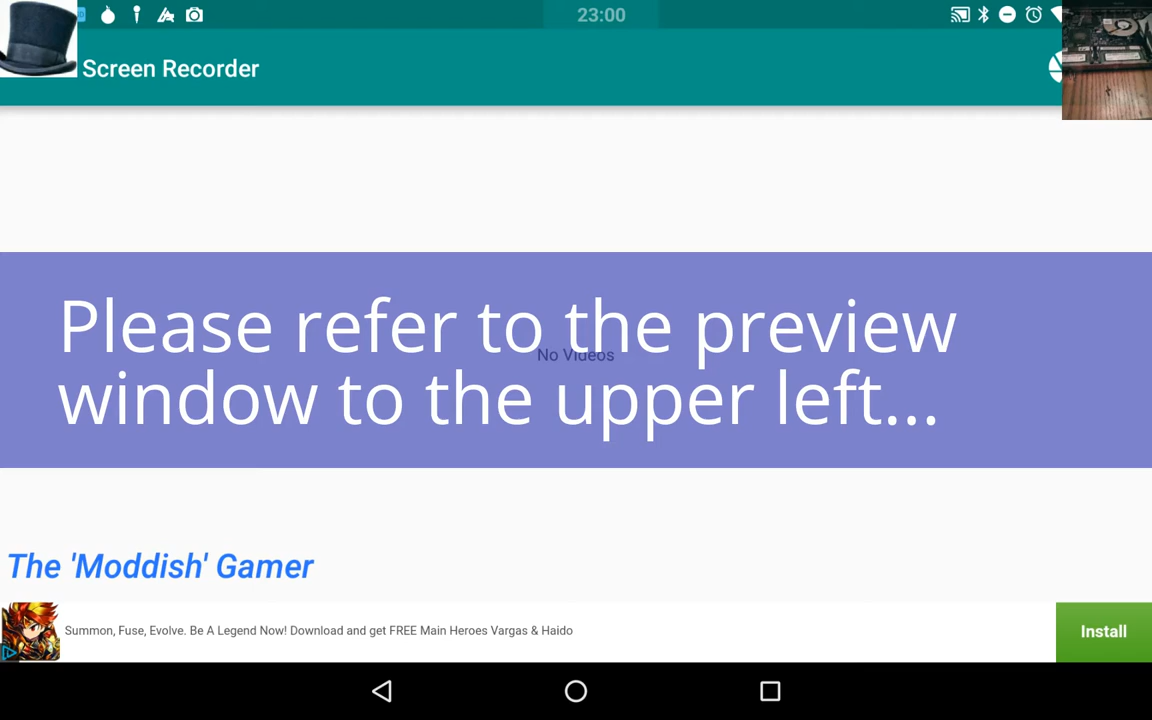 23:00
Screen Recorder
Please refer to the preview
No Videos
window to the upper left...
The 'Moddish' Gamer
Summon, Fuse, Evolve. Be A Legend Now! Download and get FREE Main Heroes Vargas & Haido
Install